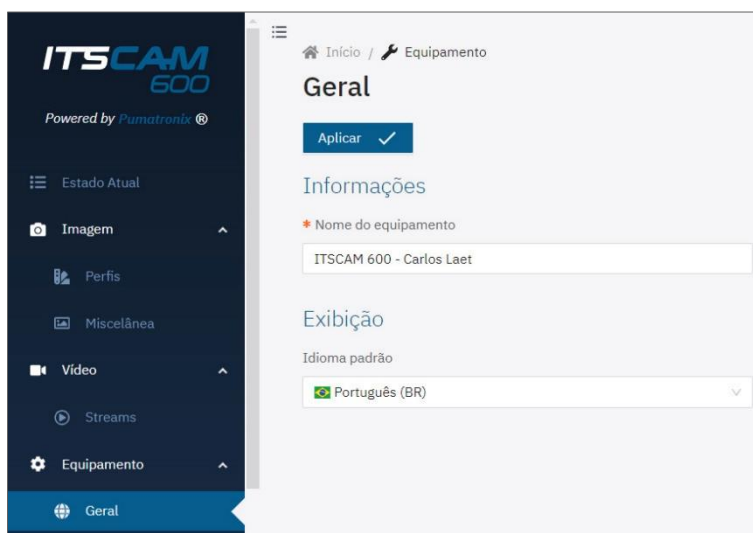 ITSCAM
600
Powered by Pumatronix ®
Estado Atual
Imagem
Perfis
Miscelânea
Vídeo
Streams
Equipamento
Geral
Início / Equipamento
Geral
Aplicar
Informações
* Nome do equipamento
ITSCAM 600 - Carlos Laet
Exibição
Idioma padrão
Português (BR)